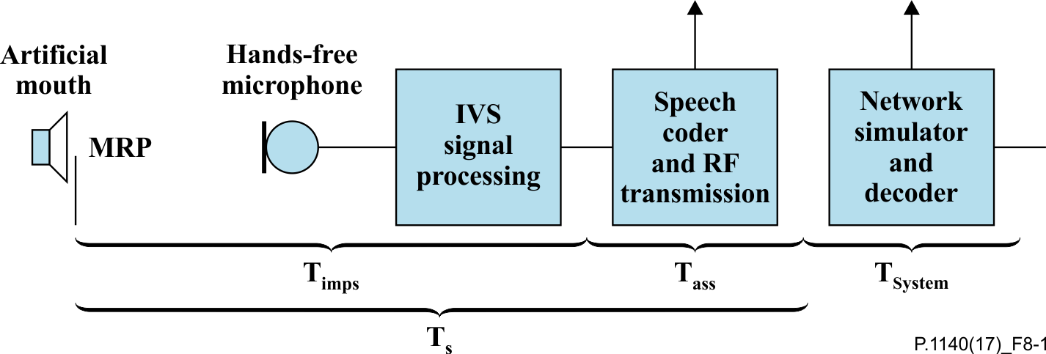 Artificial
mouth
MRP
Hands-free
microphone
IVS
signal
processing
Speech
coder
and RF
transmission
Network
simulator
and
decoder
Timps
Tass
TSystem
Ts
P.1140(17)_F8-1